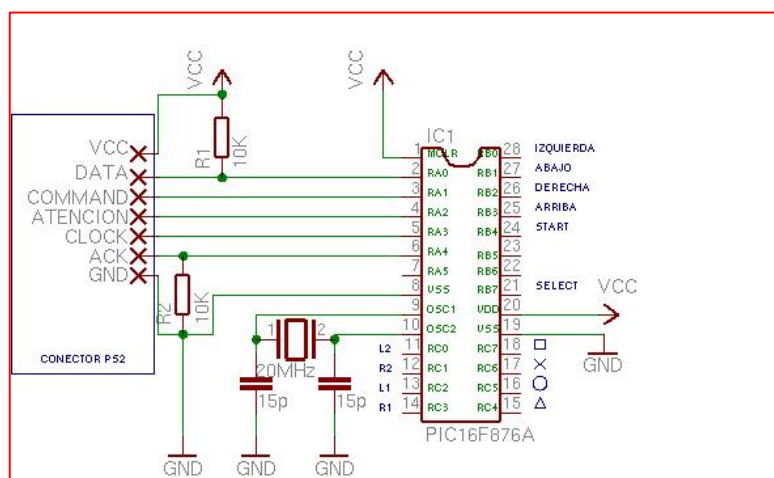 VCC
VCC
IC1
VCC
DATA
COMMAND
ATENCION
CLOCK
ACK
GND
CONECTOR PS2
R1
10K
R2
10K
1 MCLR RB0 28 IZQUIERDA
2 RA0 RB1 27 ABAJO
3 RA1 RB2 26 DERECHA
4 RA2 RB3 25 ARRIBA
5 RA3 RB4 24 START
6 RA4 RB5 23
7 RA5 RB6 22
8 VSS RB7 21 SELECT
9 OSC1 VDD 20 VCC
10 OSC2 VSS 19 GND
L2 11 RC0 RC7 18 □
R2 12 RC1 RC6 17 ×
L1 13 RC2 RC5 16 ○
R1 14 RC3 RC4 15 △
PIC16F876A
1 2
20MHz
15p 15p
GND GND GND